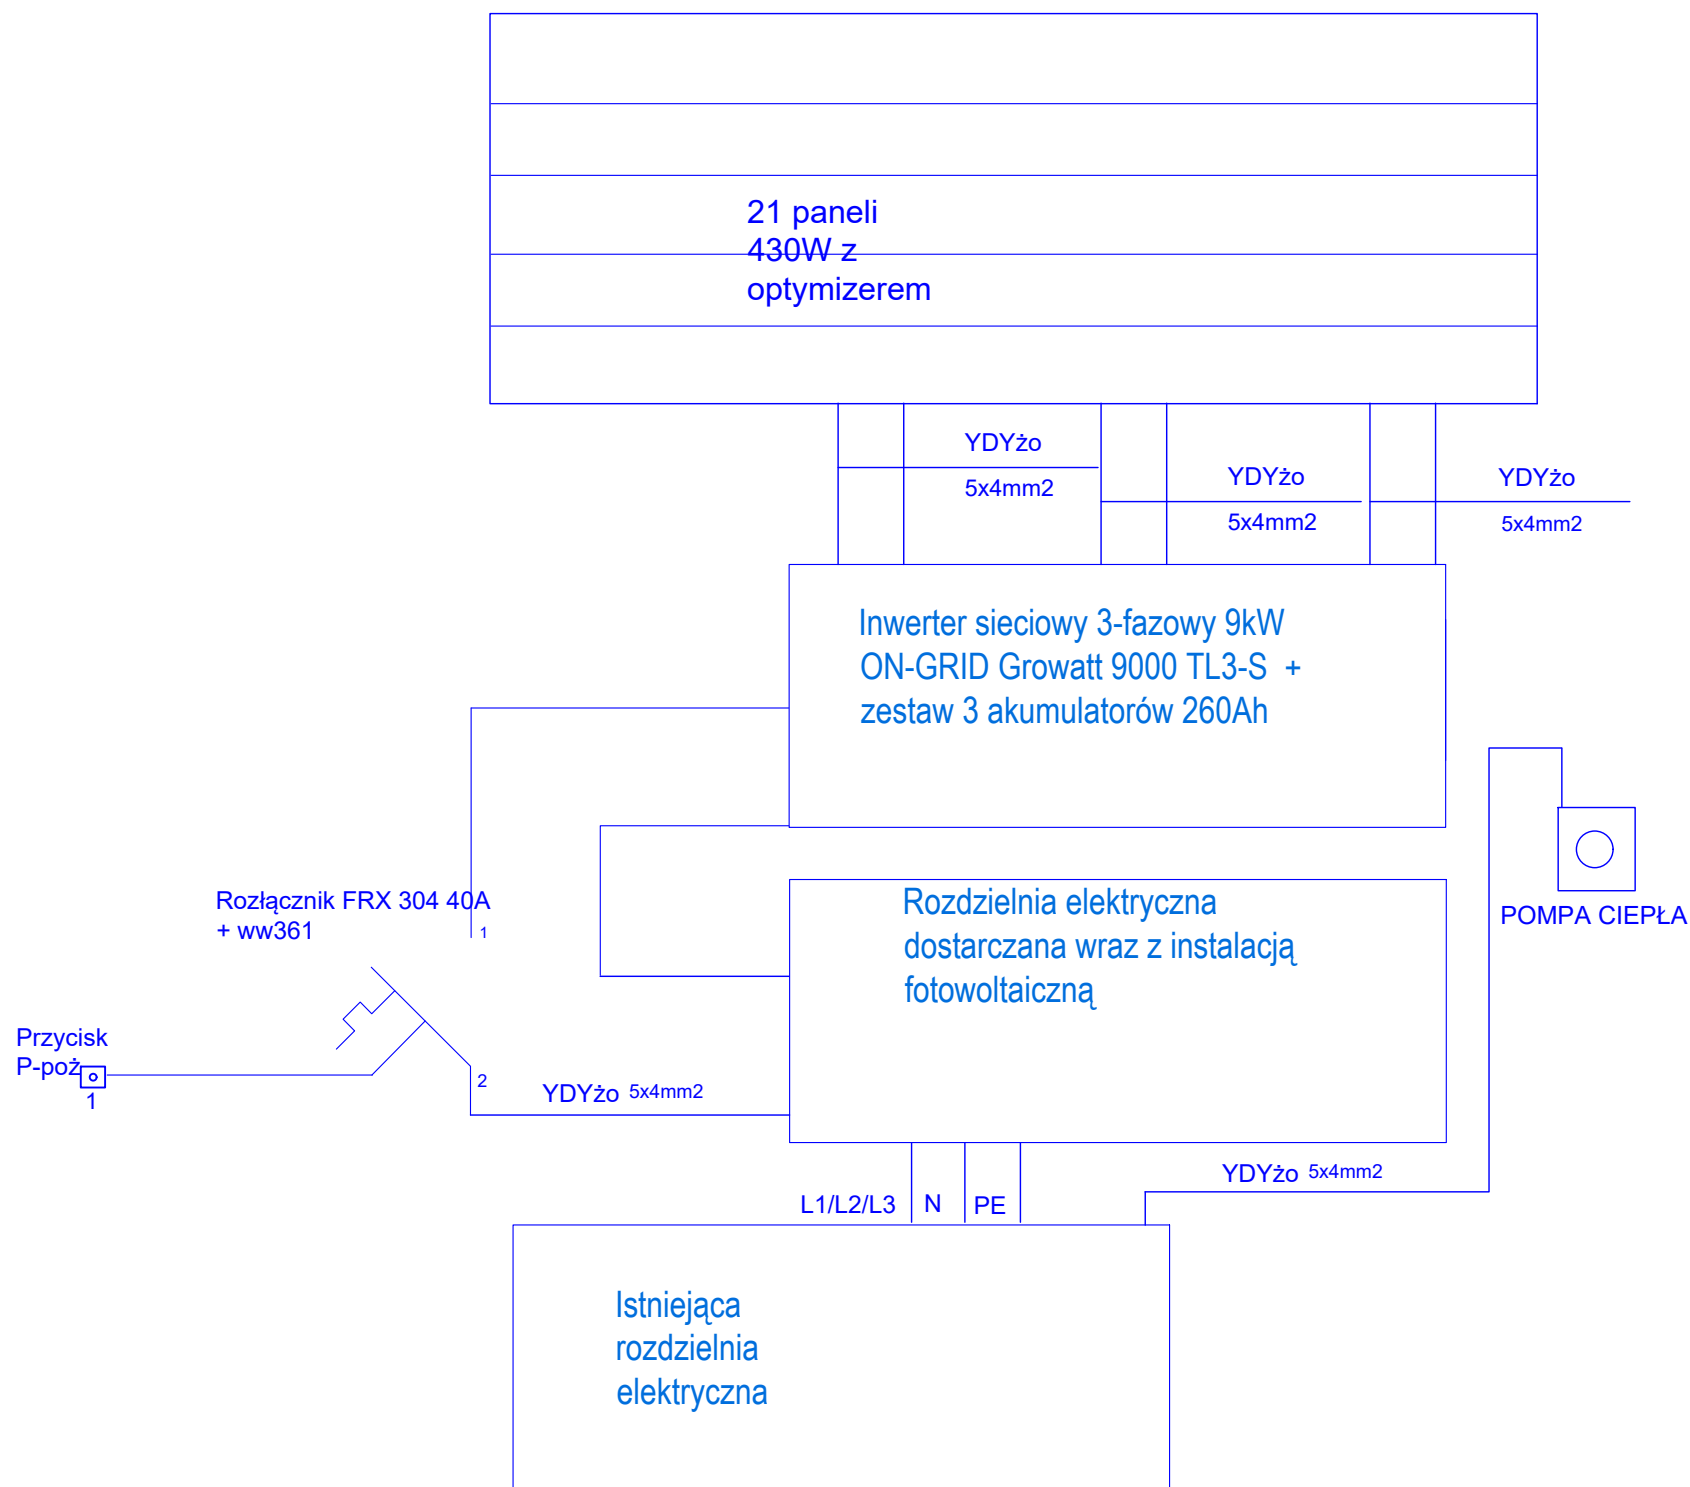 21 paneli
430W z
optymizerem
YDYżo
5x4mm2
YDYżo
5x4mm2
YDYżo
5x4mm2
Inwerter sieciowy 3-fazowy 9kW
ON-GRID Growatt 9000 TL3-S +
zestaw 3 akumulatorów 260Ah
Rozłącznik FRX 304 40A
+ ww361
1
Rozdzielnia elektryczna
dostarczana wraz z instalacją
fotowoltaiczną
POMPA CIEPŁA
Przycisk
P-poż
1
2
YDYżo 5x4mm2
YDYżo 5x4mm2
L1/L2/L3 N PE
Istniejąca
rozdzielnia
elektryczna